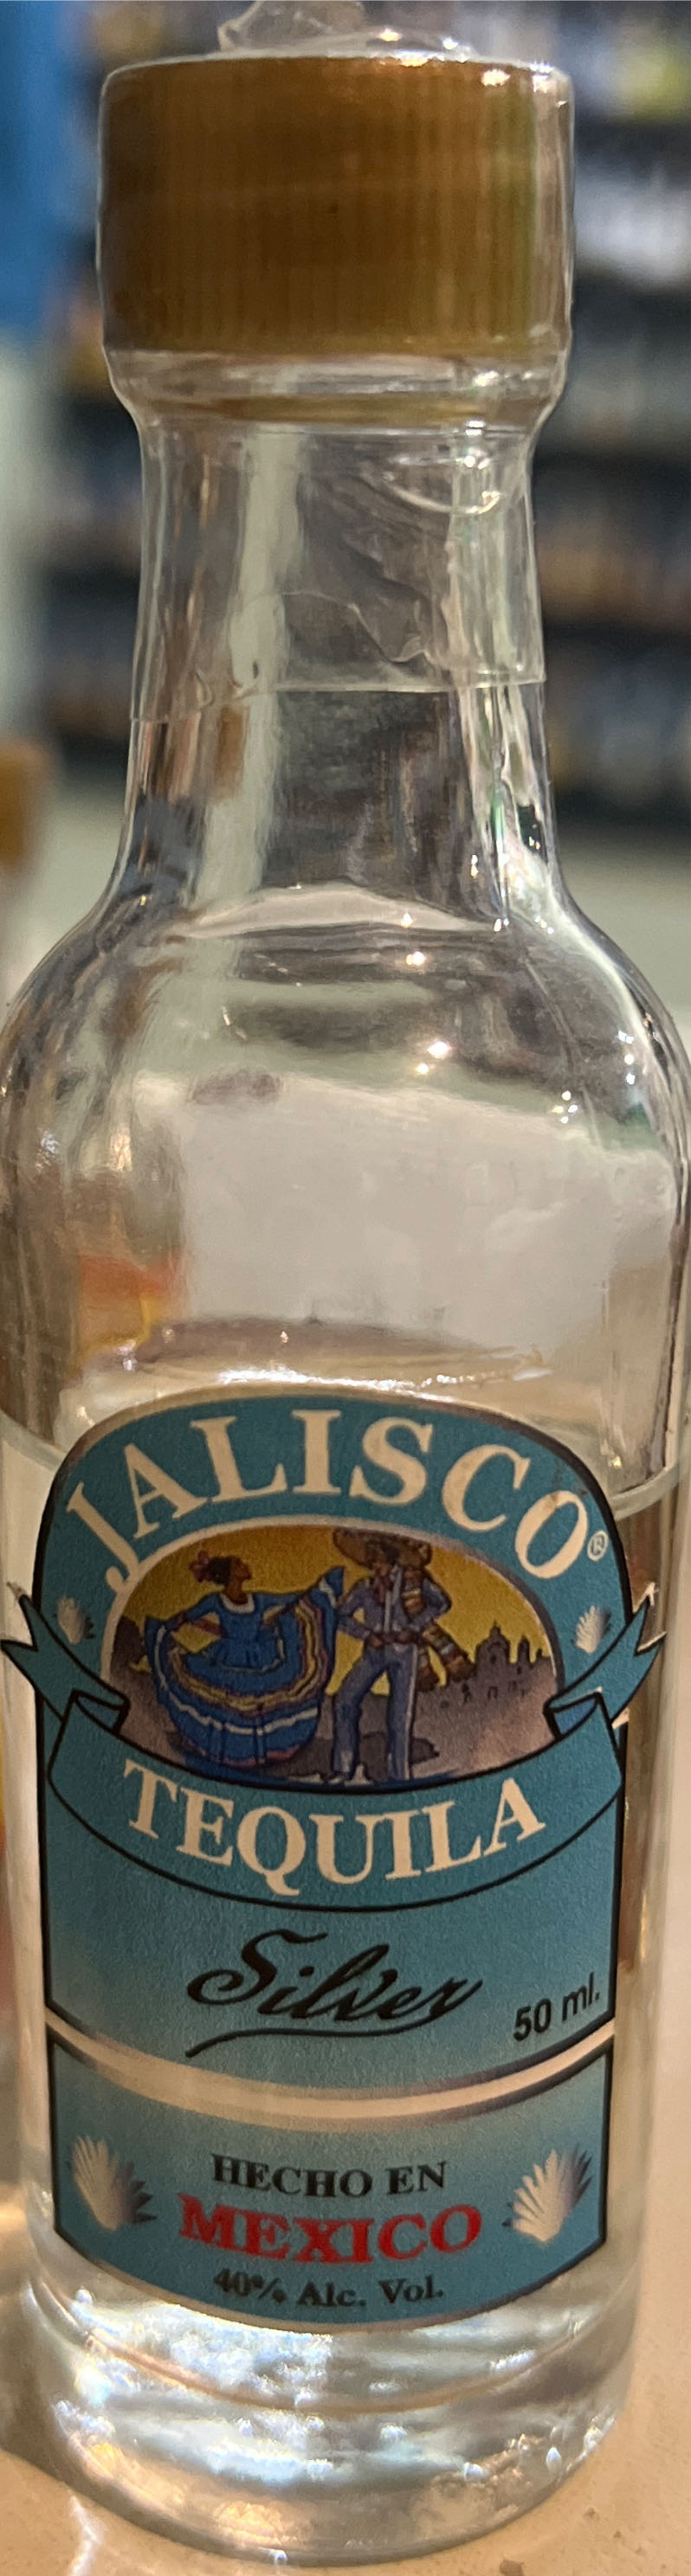 JALISCO®
TEQUILA
Silver
50 ml.
HECHO EN
MEXICO
40% Alc. Vol.